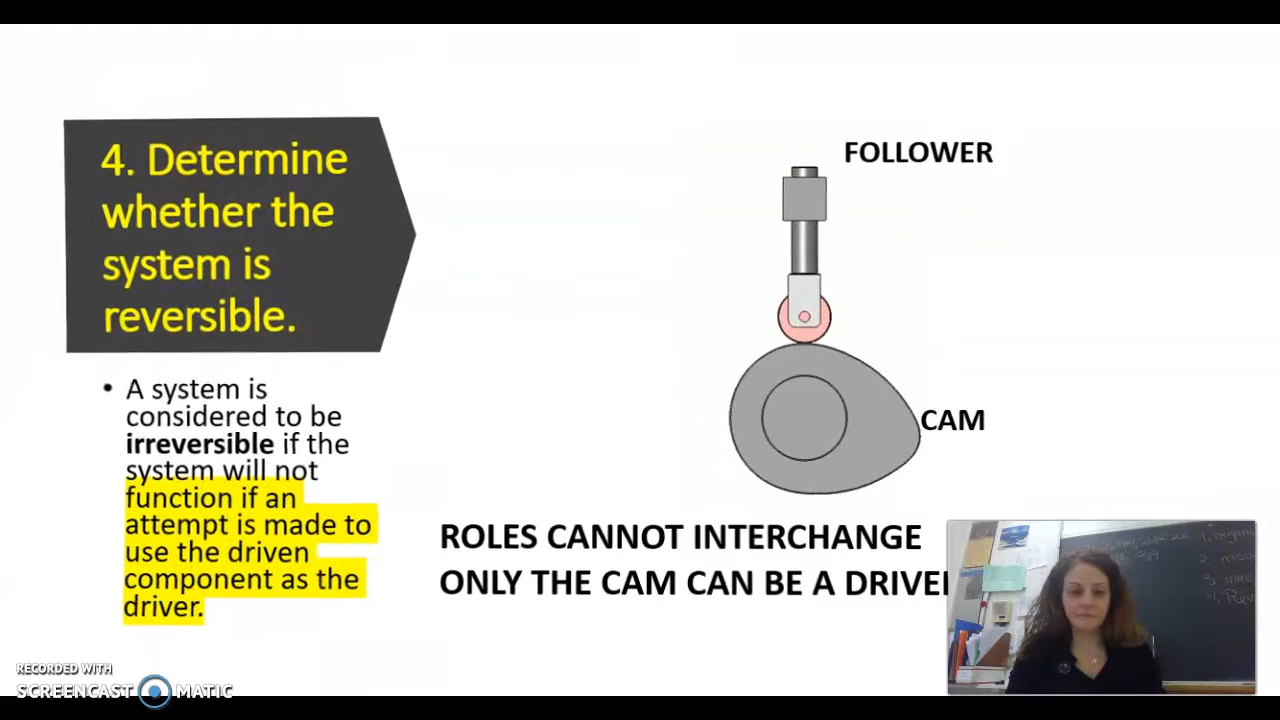 4. Determine
whether the
system is
reversible.
• A system is
considered to be
irreversible if the
system will not
function if an
attempt is made to
use the driven
component as the
driver.
FOLLOWER
CAM
ROLES CANNOT INTERCHANGE
ONLY THE CAM CAN BE A DRIVER
RECORDED WITH
SCREENCAST MATIC